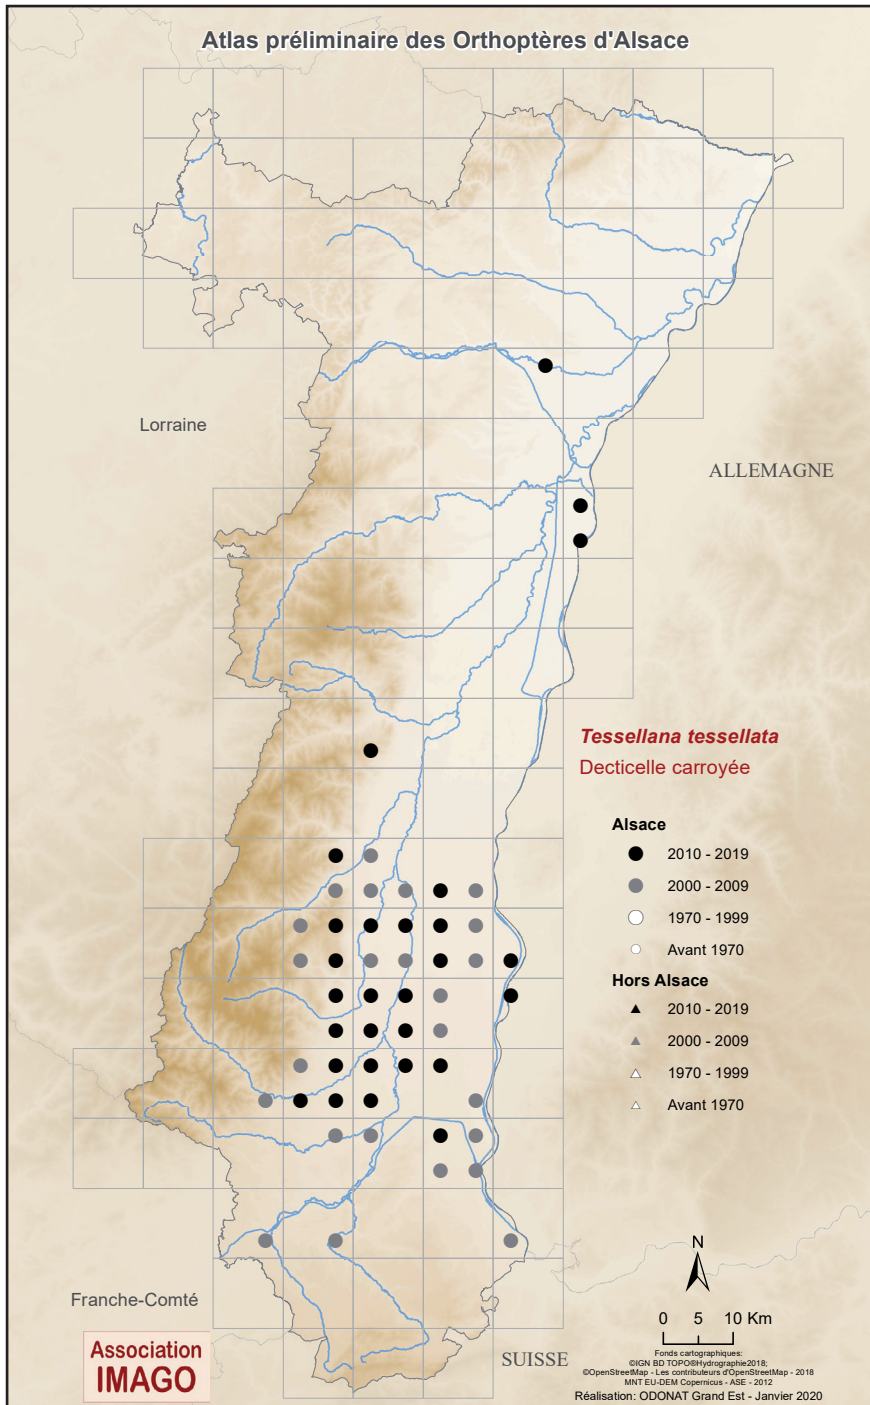 Atlas préliminaire des Orthoptères d'Alsace
Lorraine
ALLEMAGNE
Tessellana tessellata
Decticelle carroyée
Alsace
2010 - 2019
2000 - 2009
1970 - 1999
Avant 1970
Hors Alsace
2010 - 2019
2000 - 2009
1970 - 1999
Avant 1970
N
0 5 10 Km
Franche-Comté
SUISSE
Association
IMAGO
Fonds cartographiques:
©IGN BD TOPO®Hydrographie2018;
©OpenStreetMap - Les contributeurs d'OpenStreetMap - 2018
MNT EU-DEM Copernicus - ASE - 2012
Réalisation: ODONAT Grand Est - Janvier 2020